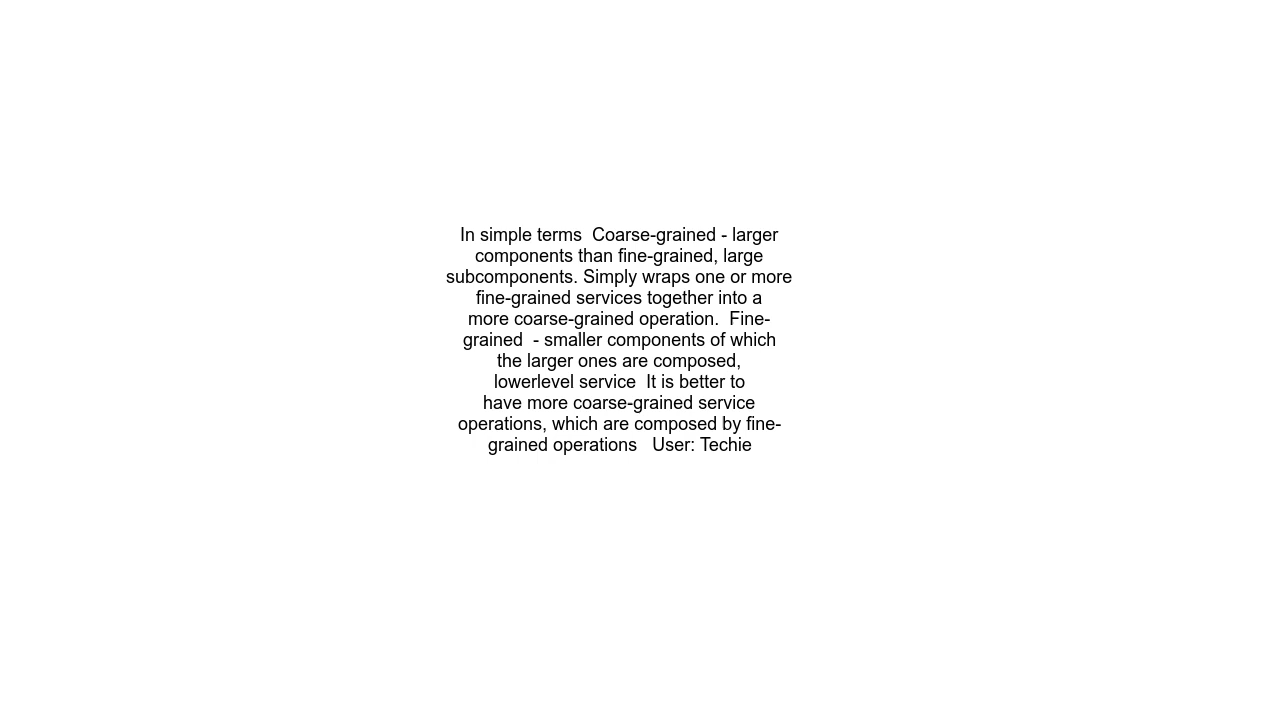 In simple terms  Coarse-grained - larger
components than fine-grained, large
subcomponents. Simply wraps one or more
fine-grained services together into a
more coarse-grained operation.  Fine-
grained  - smaller components of which
the larger ones are composed,
lowerlevel service  It is better to
have more coarse-grained service
operations, which are composed by fine-
grained operations   User: Techie